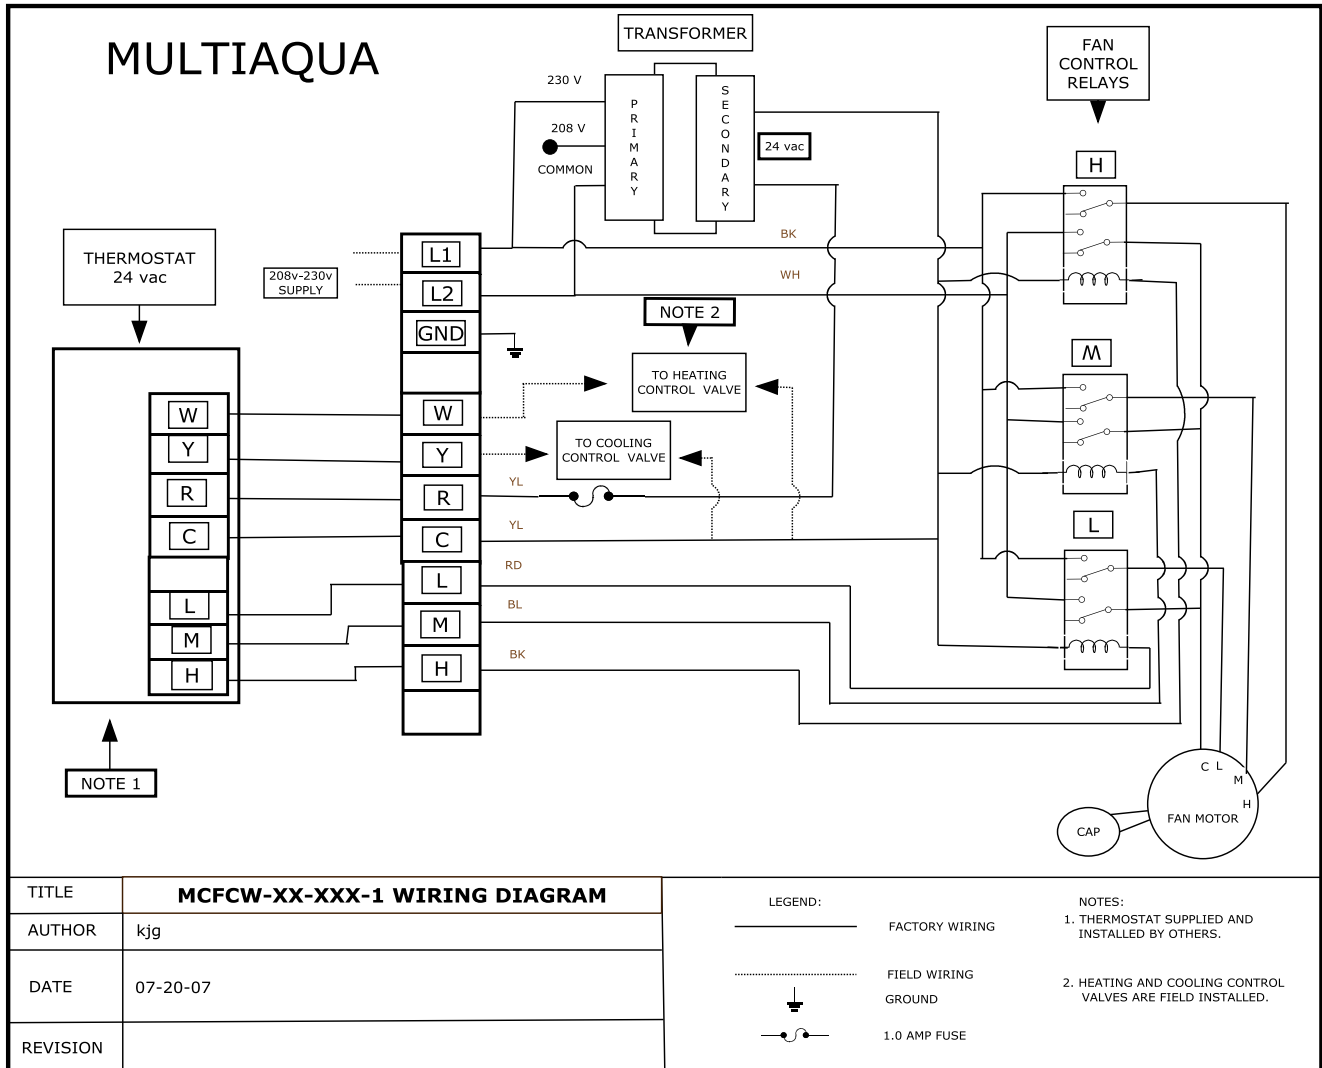 MULTIAQUA
TRANSFORMER
FAN
CONTROL
RELAYS
230 V
208 V
COMMON
PRIMARY
SECONDARY
24 vac
H
BK
WH
THERMOSTAT
24 vac
208v-230v
SUPPLY
L1
L2
GND
NOTE 2
TO HEATING
CONTROL VALVE
TO COOLING
CONTROL VALVE
M
L
W
Y
R
C
L
M
H
W
Y
R
C
L
M
H
YL
YL
RD
BL
BK
NOTE 1
C L
M
H
FAN MOTOR
CAP
TITLE
MCFCW-XX-XXX-1 WIRING DIAGRAM
AUTHOR
kjg
DATE
07-20-07
REVISION
LEGEND:
FACTORY WIRING
FIELD WIRING
GROUND
1.0 AMP FUSE
NOTES:
1. THERMOSTAT SUPPLIED AND
INSTALLED BY OTHERS.
2. HEATING AND COOLING CONTROL
VALVES ARE FIELD INSTALLED.